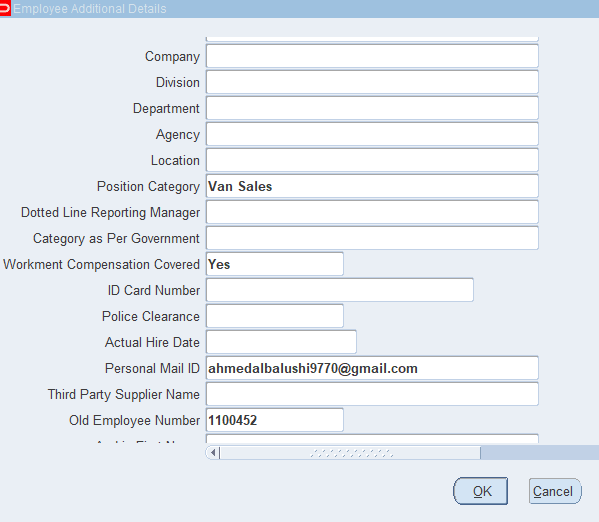 Employee Additional Details
Company
Division
Department
Agency
Location
Position Category Van Sales
Dotted Line Reporting Manager
Category as Per Government
Workment Compensation Covered Yes
ID Card Number
Police Clearance
Actual Hire Date
Personal Mail ID ahmedalbalushi9770@gmail.com
Third Party Supplier Name
Old Employee Number 1100452
OK Cancel